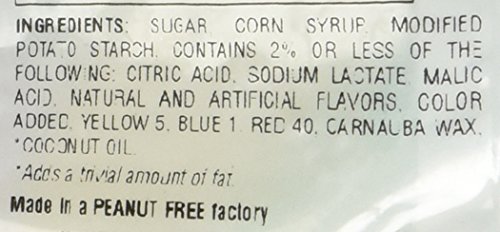 INGREDIENTS: SUGAR, CORN SYRUP, MODIFIED
POTATO STARCH, CONTAINS 2% OR LESS OF THE
FOLLOWING: CITRIC ACID, SODIUM LACTATE, MALIC
ACID, NATURAL AND ARTIFICIAL FLAVORS, COLOR
ADDED, YELLOW 5, BLUE 1, RED 40, CARNAUBA WAX,
*COCONUT OIL.
*Adds a trivial amount of fat.
Made in a PEANUT FREE factory